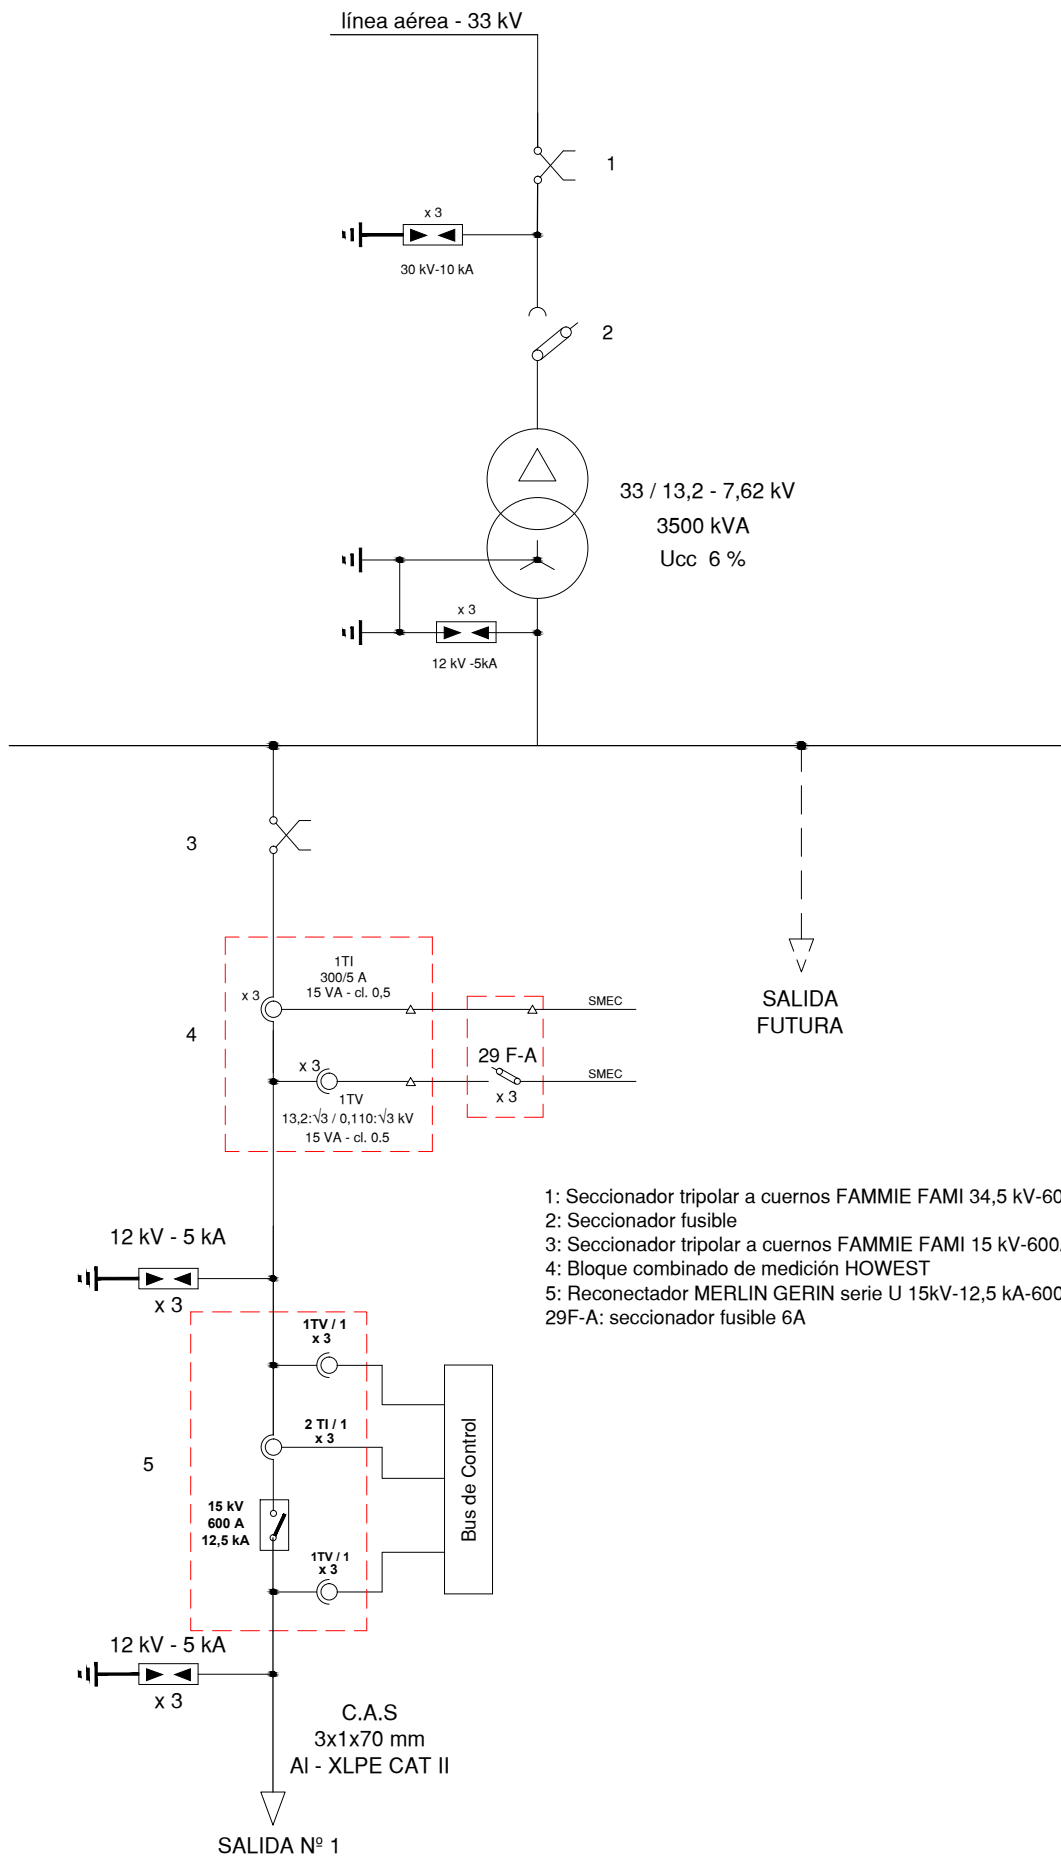 línea aérea - 33 kV
1
x 3
30 kV-10 kA
2
33 / 13,2 - 7,62 kV
3500 kVA
Ucc 6 %
x 3
12 kV -5kA
3
1TI
300/5 A
15 VA - cl. 0,5
x 3
SMEC
4
29 F-A
x 3
SMEC
x 3
1TV
13,2:√3 / 0,110:√3 kV
15 VA - cl. 0.5
SALIDA
FUTURA
1: Seccionador tripolar a cuernos FAMMIE FAMI 34,5 kV-60
2: Seccionador fusible
3: Seccionador tripolar a cuernos FAMMIE FAMI 15 kV-600
4: Bloque combinado de medición HOWEST
5: Reconectador MERLIN GERIN serie U 15kV-12,5 kA-600
29F-A: seccionador fusible 6A
12 kV - 5 kA
x 3
1TV / 1
x 3
2 TI / 1
x 3
5
15 kV
600 A
12,5 kA
1TV / 1
x 3
Bus de Control
12 kV - 5 kA
x 3
C.A.S
3x1x70 mm
Al - XLPE CAT II
SALIDA Nº 1